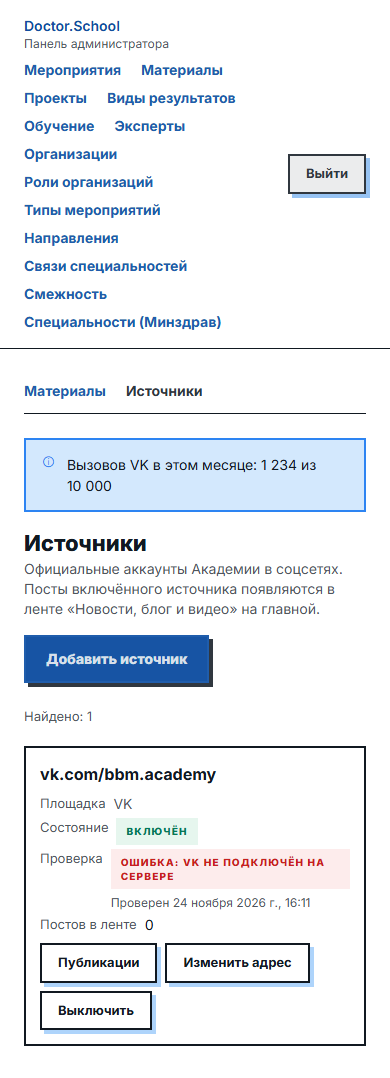 Doctor.School
Панель администратора
Мероприятия Материалы
Проекты Виды результатов
Обучение Эксперты
Организации
Роли организаций
Типы мероприятий
Направления
Связи специальностей
Смежность
Специальности (Минздрав)
Выйти
Материалы Источники
Вызовов VK в этом месяце: 1 234 из
10 000
Источники
Официальные аккаунты Академии в соцсетях.
Посты включённого источника появляются в
ленте «Новости, блог и видео» на главной.
Добавить источник
Найдено: 1
vk.com/bbm.academy
Площадка VK
Состояние ВКЛЮЧЁН
Проверка ОШИБКА: VK НЕ ПОДКЛЮЧЁН НА
СЕРВЕРЕ
Проверен 24 ноября 2026 г., 16:11
Постов в ленте 0
Публикации Изменить адрес
Выключить